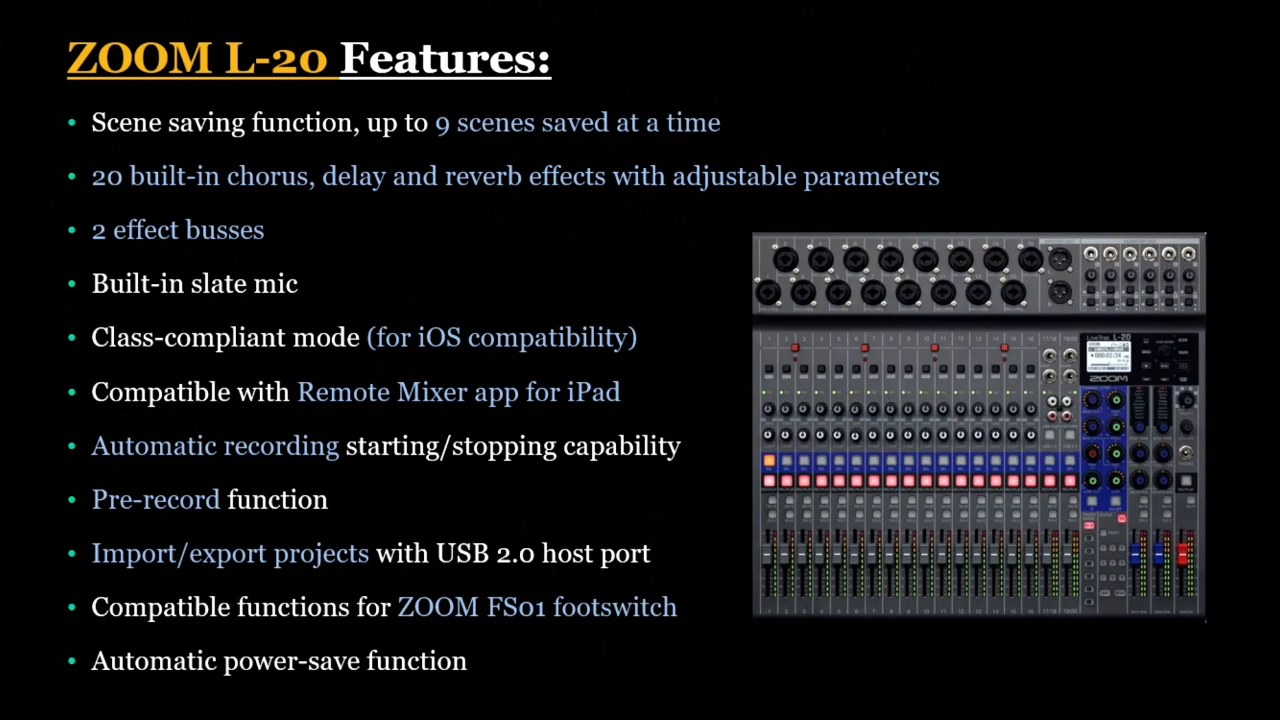 ZOOM L-20 Features:
• Scene saving function, up to 9 scenes saved at a time
• 20 built-in chorus, delay and reverb effects with adjustable parameters
• 2 effect busses
• Built-in slate mic
• Class-compliant mode (for iOS compatibility)
• Compatible with Remote Mixer app for iPad
• Automatic recording starting/stopping capability
• Pre-record function
• Import/export projects with USB 2.0 host port
• Compatible functions for ZOOM FS01 footswitch
• Automatic power-save function
LiveTrak L-20
ZOOM